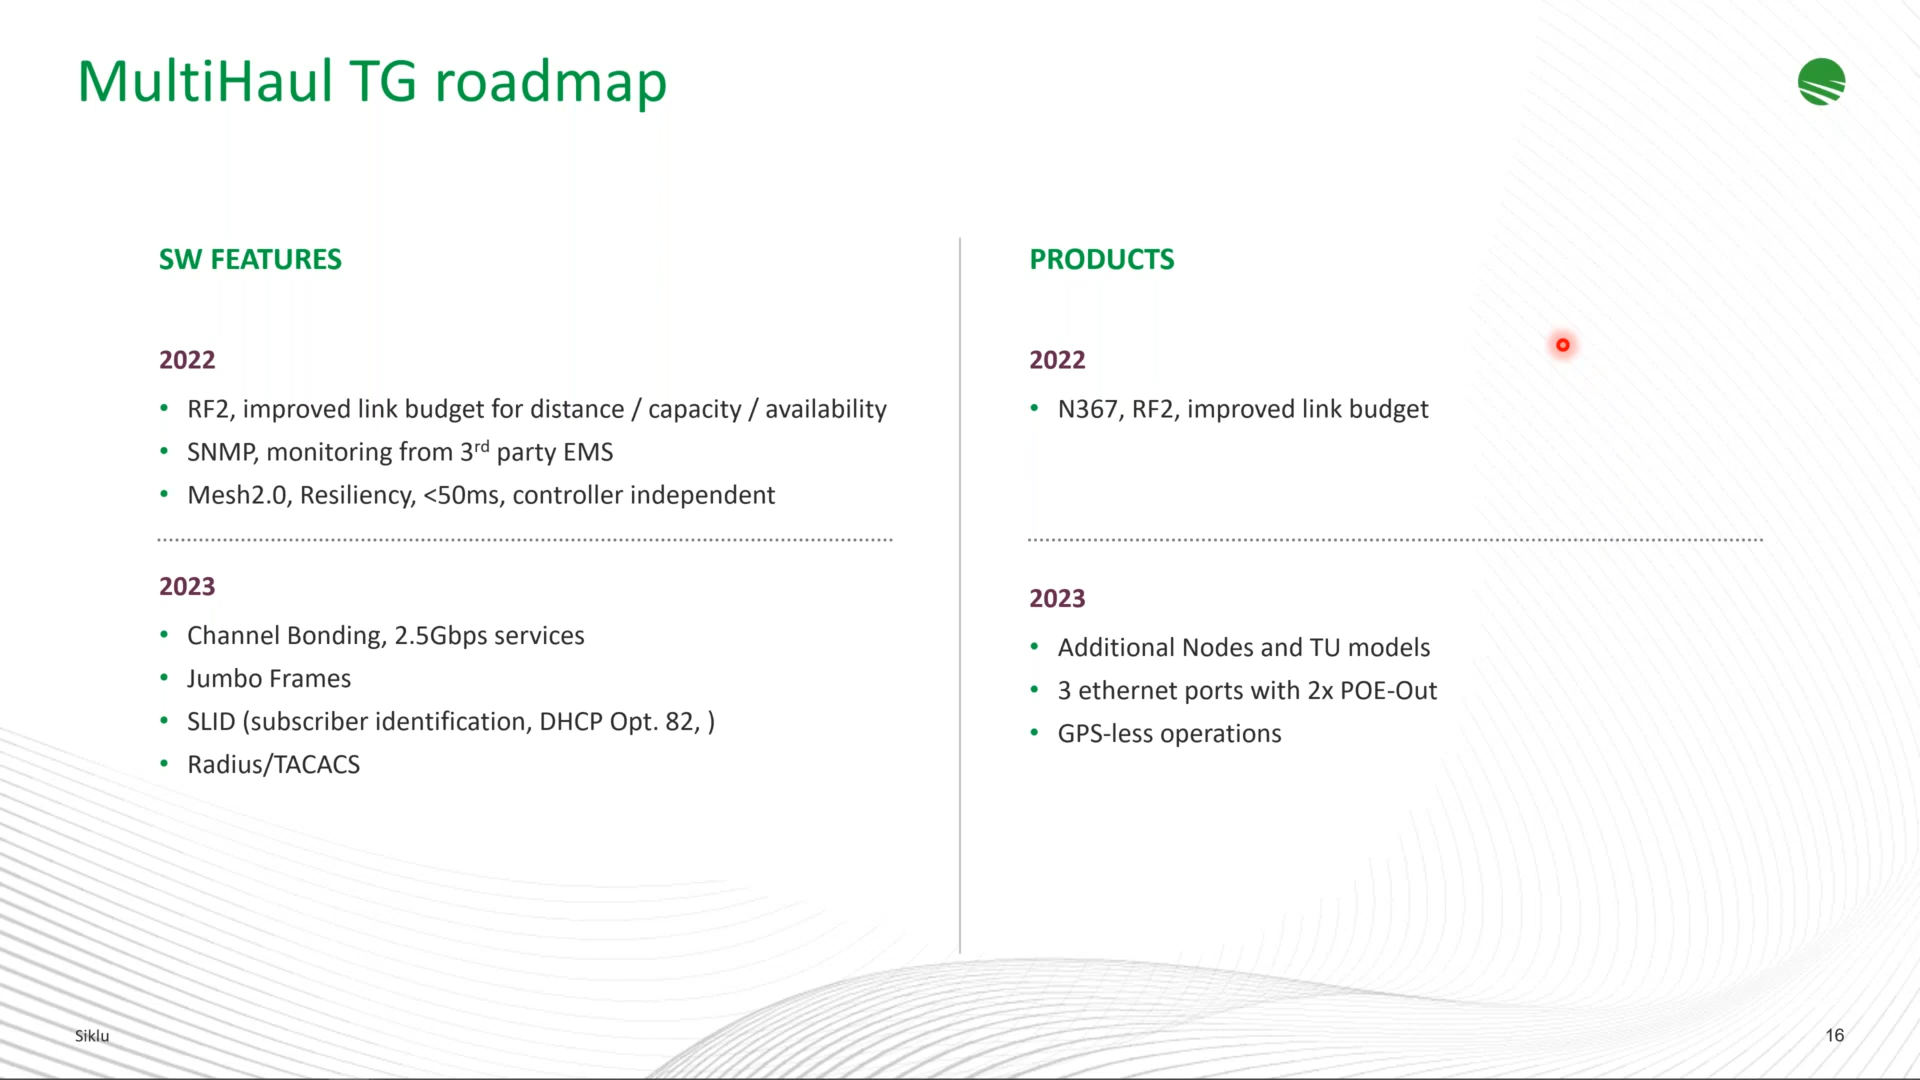 MultiHaul TG roadmap
SW FEATURES
2022
• RF2, improved link budget for distance / capacity / availability
• SNMP, monitoring from 3rd party EMS
• Mesh2.0, Resiliency, <50ms, controller independent
2023
• Channel Bonding, 2.5Gbps services
• Jumbo Frames
• SLID (subscriber identification, DHCP Opt. 82, )
• Radius/TACACS
PRODUCTS
2022
• N367, RF2, improved link budget
2023
• Additional Nodes and TU models
• 3 ethernet ports with 2x POE-Out
• GPS-less operations
Siklu
16